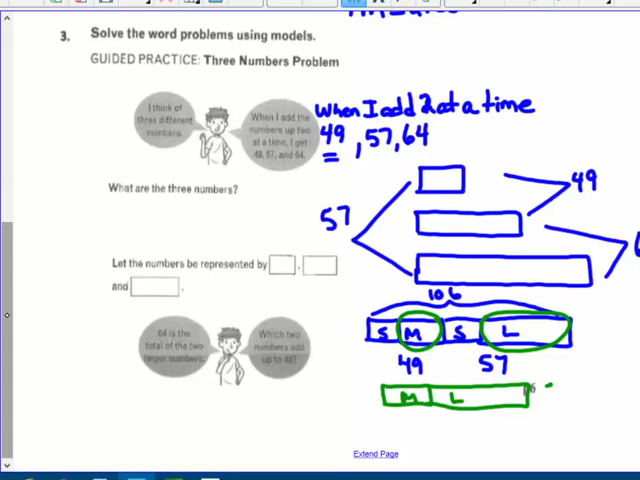 3. Solve the word problems using models.
GUIDED PRACTICE: Three Numbers Problem
I think of
three different
numbers.
When I add the
numbers up two
at a time, I get
49, 57, and 64.
When I add 2 at a time
49, 57, 64
=
What are the three numbers?
49
57
Let the numbers be represented by , 
and .
106
S M S L
49 57
64 is the
total of the two
larger numbers.
Which two
numbers add
up to 49?
M L
Extend Page